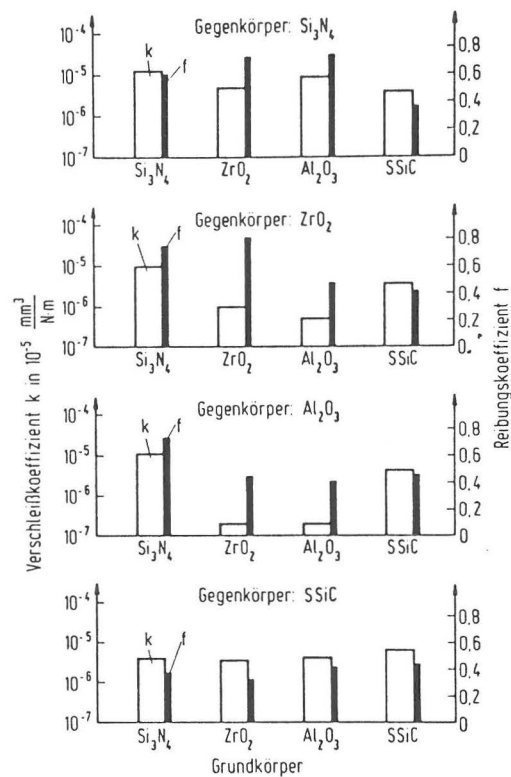 Gegenkörper: Si₃N₄
k
f
10⁻⁴
10⁻⁵
10⁻⁶
10⁻⁷
0,8
0,6
0,4
0,2
0
Si₃N₄ ZrO₂ Al₂O₃ SSiC
Gegenkörper: ZrO₂
k
f
10⁻⁴
10⁻⁵
10⁻⁶
10⁻⁷
0,8
0,6
0,4
0,2
0
Si₃N₄ ZrO₂ Al₂O₃ SSiC
Gegenkörper: Al₂O₃
k
f
10⁻⁴
10⁻⁵
10⁻⁶
10⁻⁷
0,8
0,6
0,4
0,2
0
Si₃N₄ ZrO₂ Al₂O₃ SSiC
Gegenkörper: SSiC
k
f
10⁻⁴
10⁻⁵
10⁻⁶
10⁻⁷
0,8
0,6
0,4
0,2
0
Si₃N₄ ZrO₂ Al₂O₃ SSiC
Grundkörper
Verschleißkoeffizient k in 10⁻⁵ mm³/N·m
Reibungskoeffizient f